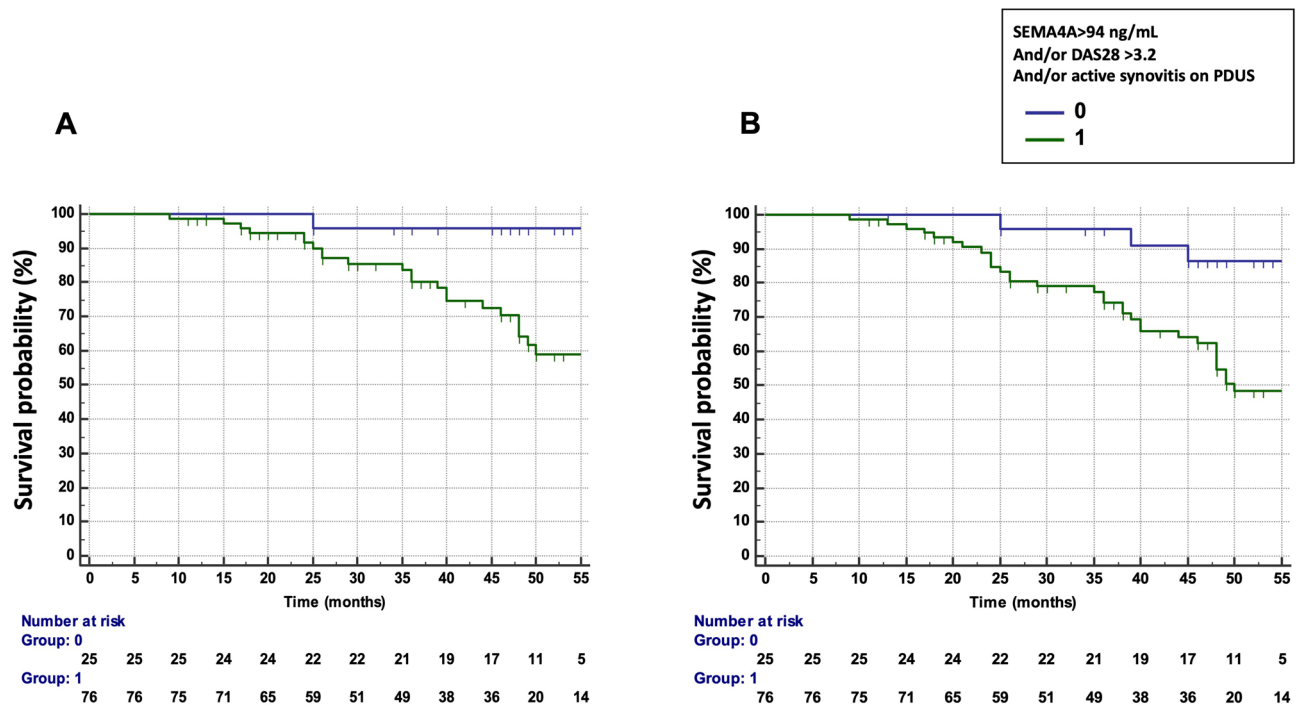 SEMA4A>94 ng/mL
And/or DAS28 >3.2
And/or active synovitis on PDUS
0
1
A
B
Survival probability (%)
100
90
80
70
60
50
40
30
20
10
0
0 5 10 15 20 25 30 35 40 45 50 55
Time (months)
Number at risk
Group: 0
25 25 25 24 24 22 22 21 19 17 11 5
Group: 1
76 76 75 71 65 59 51 49 38 36 20 14
Survival probability (%)
100
90
80
70
60
50
40
30
20
10
0
0 5 10 15 20 25 30 35 40 45 50 55
Time (months)
Number at risk
Group: 0
25 25 25 24 24 22 22 21 19 17 11 5
Group: 1
76 76 75 71 65 59 51 49 38 36 20 14